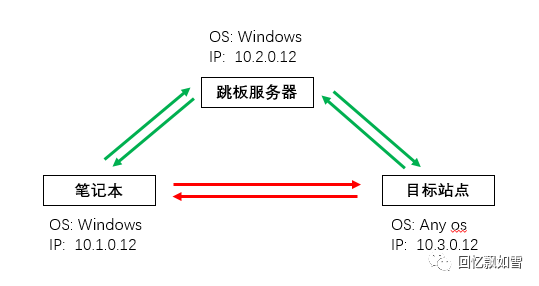 OS: Windows
IP: 10.2.0.12
跳板服务器
笔记本
目标站点
OS: Windows
IP: 10.1.0.12
OS: Any os
IP: 10.3.0.12
回忆飘如雪